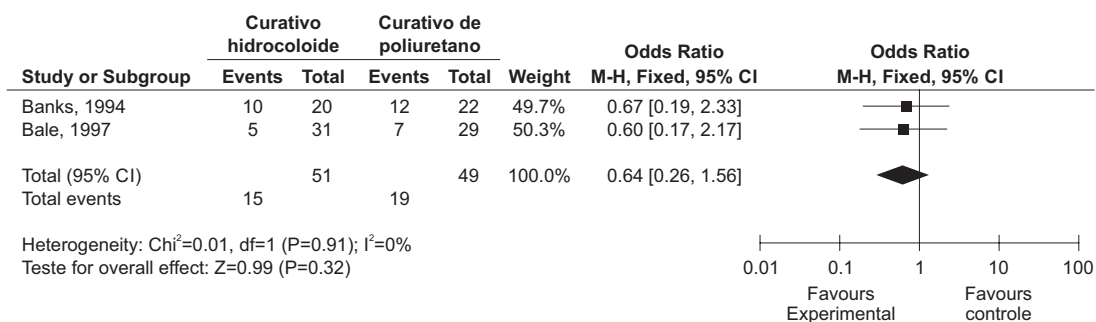 Curativo hidrocoloide
Curativo de poliuretano
Odds Ratio
Odds Ratio
Study or Subgroup Events Total Events Total Weight M-H, Fixed, 95% CI M-H, Fixed, 95% CI
Banks, 1994 10 20 12 22 49.7% 0.67 [0.19, 2.33]
Bale, 1997 5 31 7 29 50.3% 0.60 [0.17, 2.17]
Total (95% CI) 51 49 100.0% 0.64 [0.26, 1.56]
Total events 15 19
Heterogeneity: Chi²=0.01, df=1 (P=0.91); I²=0%
Teste for overall effect: Z=0.99 (P=0.32)
0.01 0.1 1 10 100
Favours Experimental
Favours controle